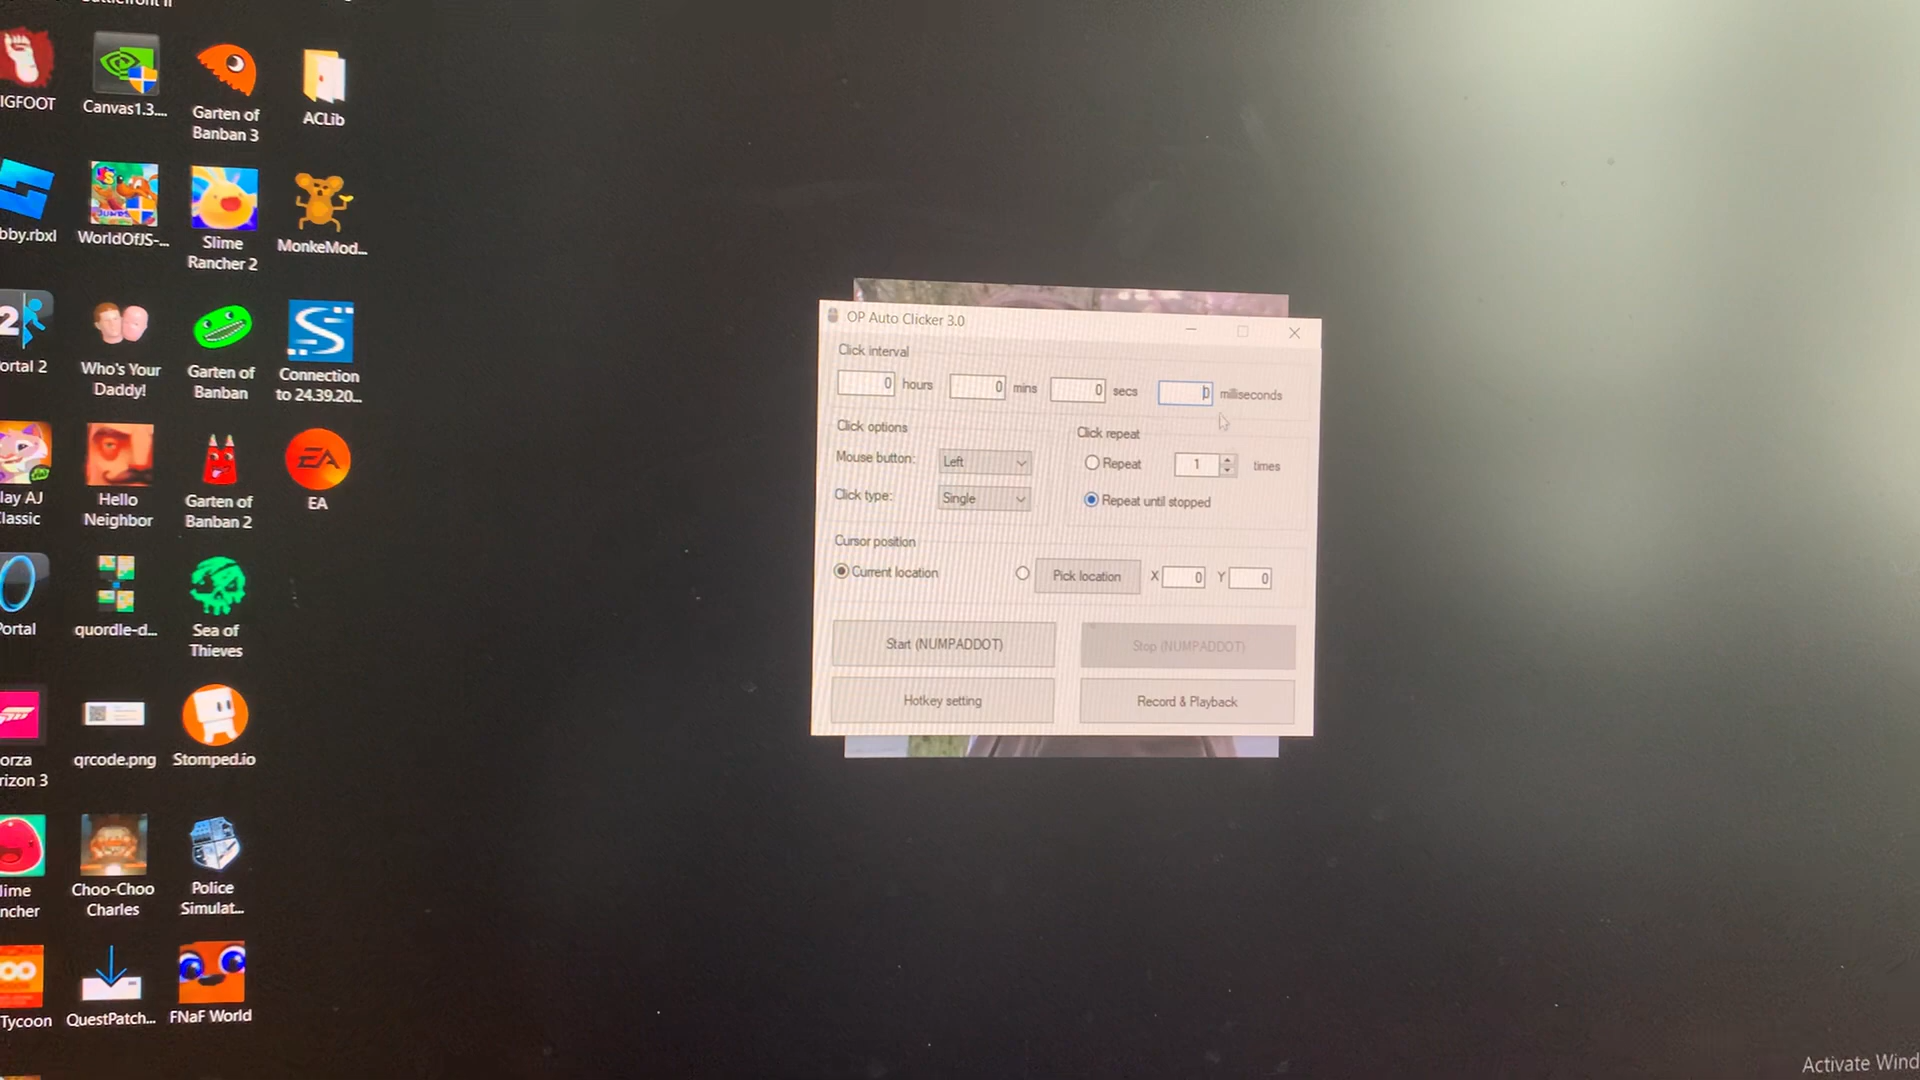 IGFOOT
Canvas1.3....
Garten of
Banban 3
ACLib
bby.rbxl
WorldOfJS-...
Slime
Rancher 2
MonkeMod...
ortal 2
Who's Your
Daddy!
Garten of
Banban
Connection
to 24.39.20...
lay AJ
lassic
Hello
Neighbor
Garten of
Banban 2
EA
EA
Portal
quordle-d...
Sea of
Thieves
orza
rizon 3
qrcode.png
Stomped.io
lime
ncher
Choo-Choo
Charles
Police
Simulat...
Tycoon
QuestPatch...
FNaF World
OP Auto Clicker 3.0
Click interval
0 hours 0 mins 0 secs 0 milliseconds
Click options
Click repeat
Mouse button: Left
Repeat 1 times
Click type: Single
Repeat until stopped
Cursor position
Current location Pick location X 0 Y 0
Start (NUMPADDOT) Stop (NUMPADDOT)
Hotkey setting Record & Playback
Activate Wind